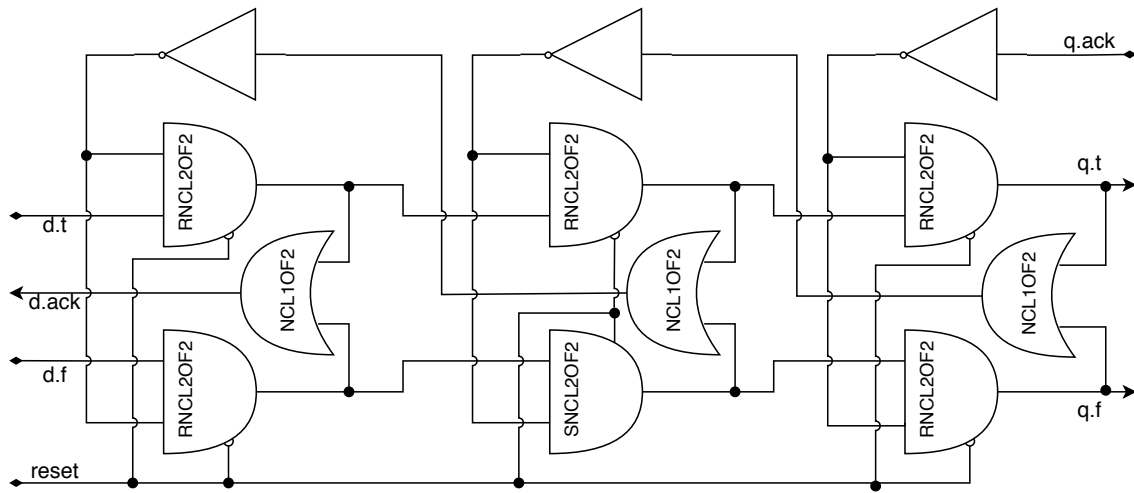 q.ack
RNCL2OF2
RNCL2OF2
RNCL2OF2
q.t
d.t
NCL1OF2
NCL1OF2
NCL1OF2
d.ack
RNCL2OF2
SNCL2OF2
RNCL2OF2
d.f
q.f
reset